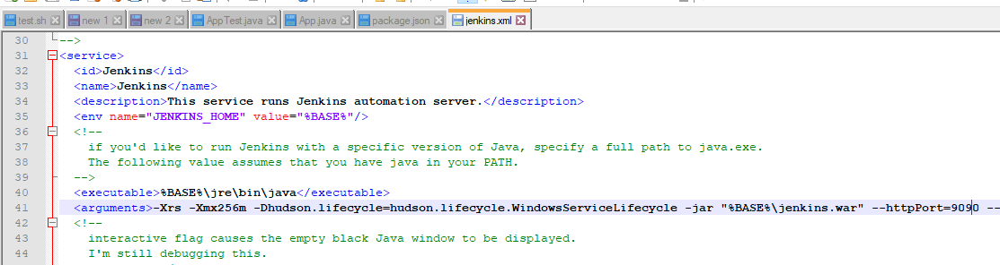 test.sh new 1 new 2 AppTest.java App.java package.json jenkins.xml
30 -->
31 <service>
32 <id>Jenkins</id>
33 <name>Jenkins</name>
34 <description>This service runs Jenkins automation server.</description>
35 <env name="JENKINS_HOME" value="%BASE%"/>
36 <!--
37 if you'd like to run Jenkins with a specific version of Java, specify a full path to java.exe.
38 The following value assumes that you have java in your PATH.
39 -->
40 <executable>%BASE%\jre\bin\java</executable>
41 <arguments>-Xrs -Xmx256m -Dhudson.lifecycle=hudson.lifecycle.WindowsServiceLifecycle -jar "%BASE%\jenkins.war" --httpPort=9090 --
42 <!--
43 interactive flag causes the empty black Java window to be displayed.
44 I'm still debugging this.